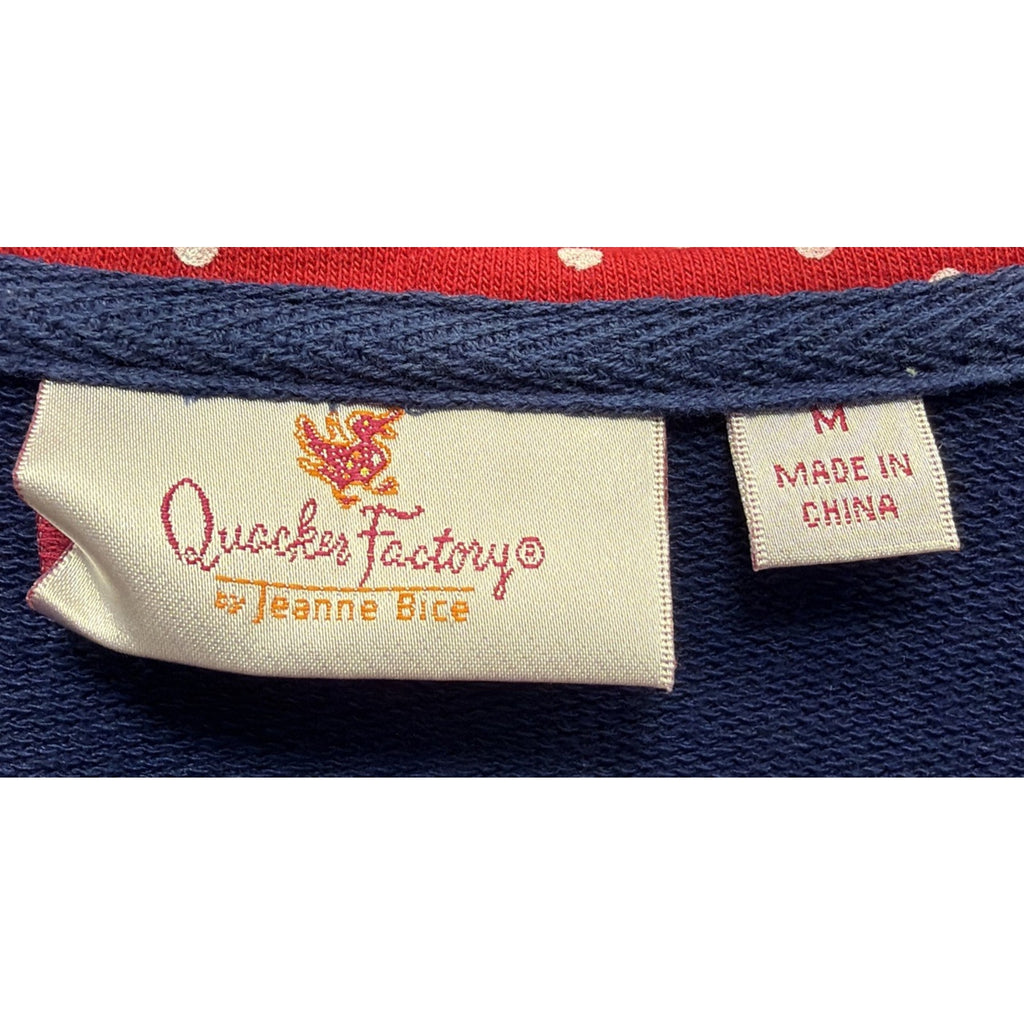 Quacker Factory®
by Jeanne Bice
M
MADE IN
CHINA